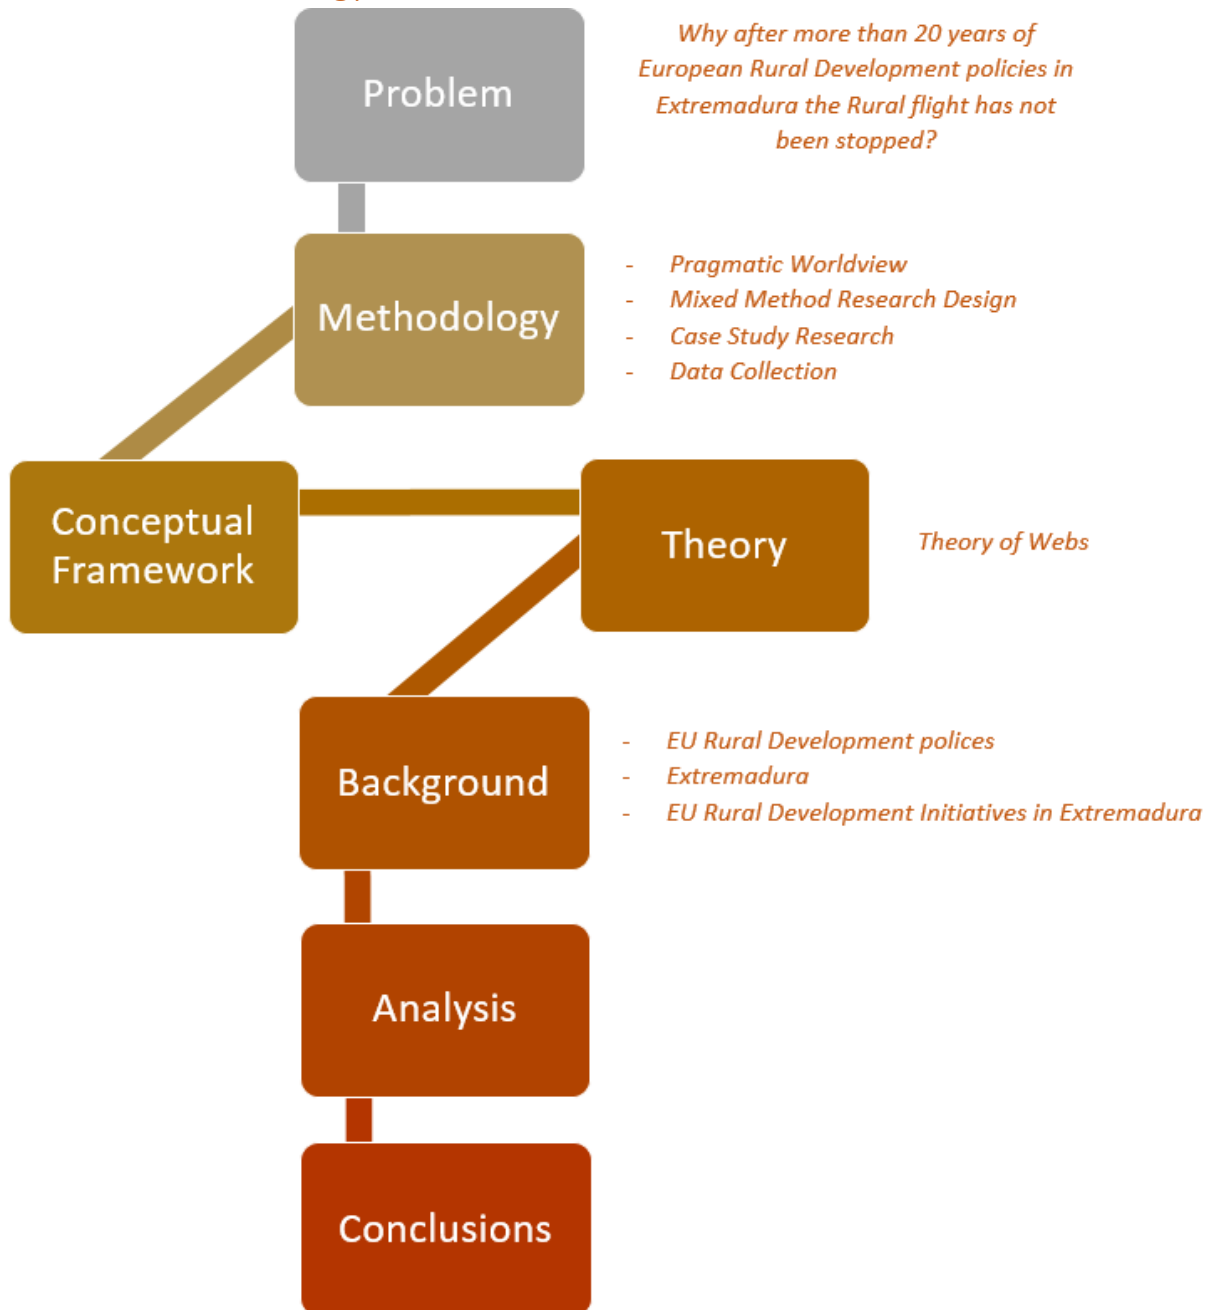 Problem
Why after more than 20 years of
European Rural Development policies in
Extremadura the Rural flight has not
been stopped?
Methodology
- Pragmatic Worldview
- Mixed Method Research Design
- Case Study Research
- Data Collection
Conceptual
Framework
Theory
Theory of Webs
Background
- EU Rural Development polices
- Extremadura
- EU Rural Development Initiatives in Extremadura
Analysis
Conclusions